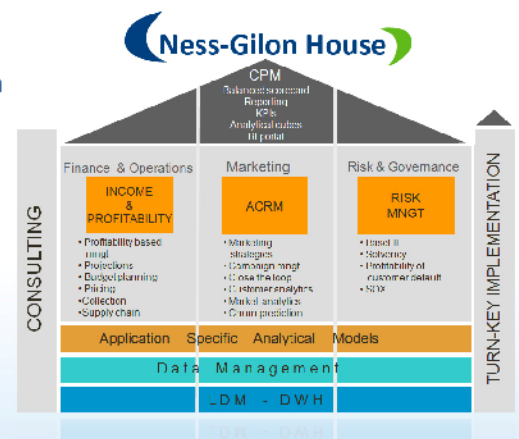 Ness-Gilon House
CPM
Balanced scorecard
Reporting
KPIs
Analytical cubes
BI portal
CONSULTING
Finance & Operations
INCOME
&
PROFITABILITY
• Profitability based
mngt
• Projections
• Budget planning
• Pricing
•Collection
•Supply chain
Marketing
ACRM
• Marketing
strategies
• Campaign mngt
• Close the loop
• Customer analytics
• Market analytics
• Churn prediction
Risk & Governance
RISK
MNGT
• Basel II
• Solvency
• Profitability of
customer default
• SOX
TURN-KEY IMPLEMENTATION
Application Specific Analytical Models
Data Management
LDM - DWH